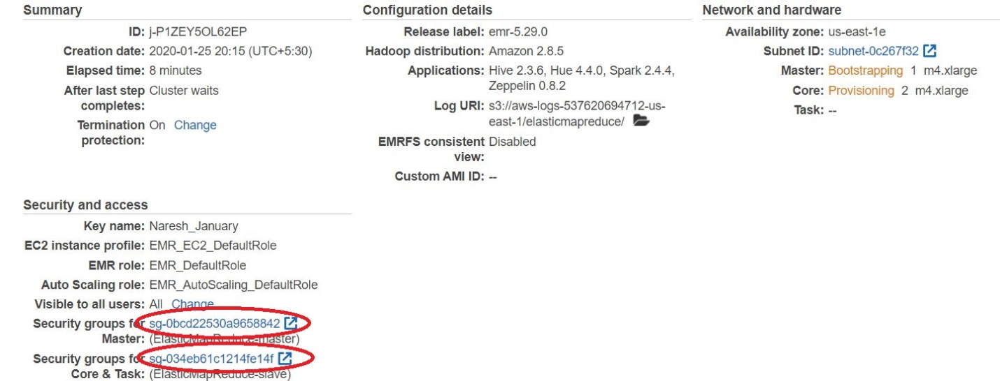 Summary
ID: j-P1ZEY5OL62EP
Creation date: 2020-01-25 20:15 (UTC+5:30)
Elapsed time: 8 minutes
After last step Cluster waits
completes:
Termination On Change
protection:
Configuration details
Release label: emr-5.29.0
Hadoop distribution: Amazon 2.8.5
Applications: Hive 2.3.6, Hue 4.4.0, Spark 2.4.4,
Zeppelin 0.8.2
Log URI: s3://aws-logs-537620694712-us-
east-1/elasticmapreduce/
EMRFS consistent Disabled
view:
Custom AMI ID: --
Network and hardware
Availability zone: us-east-1e
Subnet ID: subnet-0c267f32
Master: Bootstrapping 1 m4.xlarge
Core: Provisioning 2 m4.xlarge
Task: --
Security and access
Key name: Naresh_January
EC2 instance profile: EMR_EC2_DefaultRole
EMR role: EMR_DefaultRole
Auto Scaling role: EMR_AutoScaling_DefaultRole
Visible to all users: All Change
Security groups for sg-0bcd22530a9658842
Master: (ElasticMapReduce-master)
Security groups for sg-034eb61c1214fe14f
Core & Task: (ElasticMapReduce-slave)